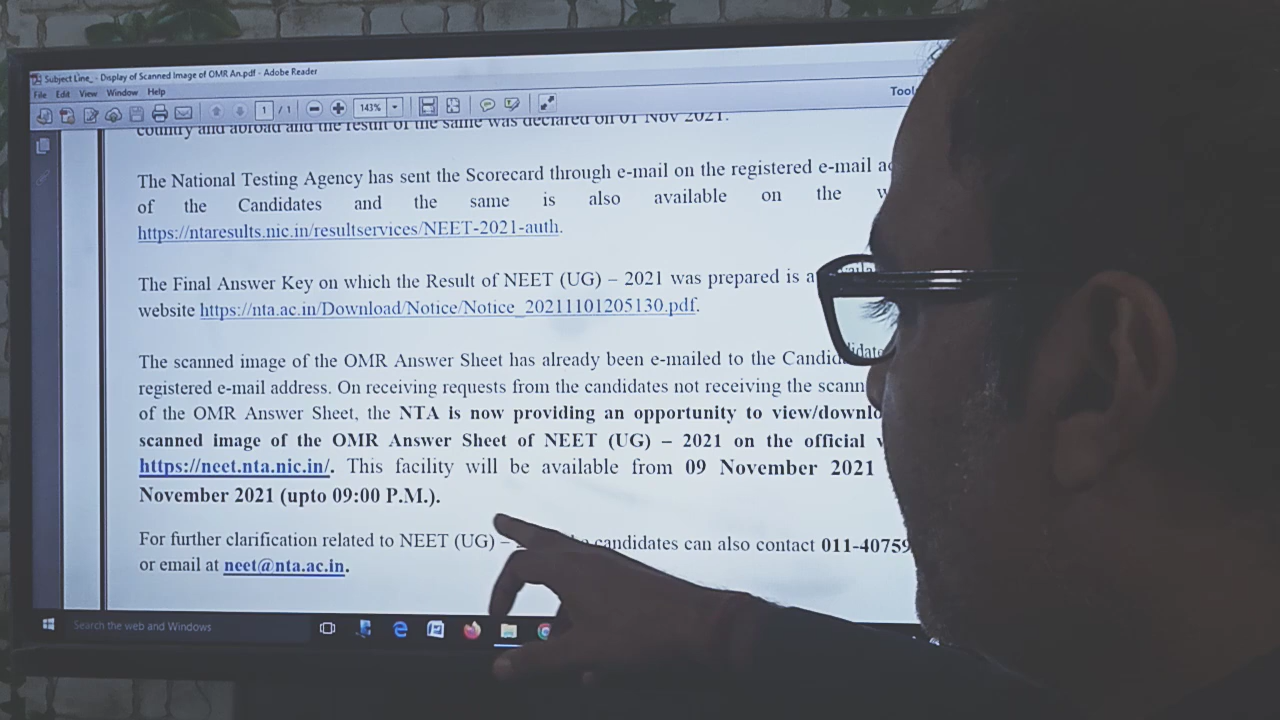 Subject Line_ - Display of Scanned Image of OMR An.pdf - Adobe Reader
File Edit View Window Help
1 / 1 143%
country and abroad and the result of the same was declared on 01 Nov 2021.
The National Testing Agency has sent the Scorecard through e-mail on the registered e-mail
of the Candidates and the same is also available on the
https://ntaresults.nic.in/resultservices/NEET-2021-auth.
The Final Answer Key on which the Result of NEET (UG) – 2021 was prepared is
website https://nta.ac.in/Download/Notice/Notice_20211101205130.pdf.
The scanned image of the OMR Answer Sheet has already been e-mailed to the
registered e-mail address. On receiving requests from the candidates not receiving the
of the OMR Answer Sheet, the NTA is now providing an opportunity to
scanned image of the OMR Answer Sheet of NEET (UG) – 2021 on the official
https://neet.nta.nic.in/. This facility will be available from 09 November 2021
November 2021 (upto 09:00 P.M.).
For further clarification related to NEET (UG) – candidates can also contact 011-40759
or email at neet@nta.ac.in.
Search the web and Windows